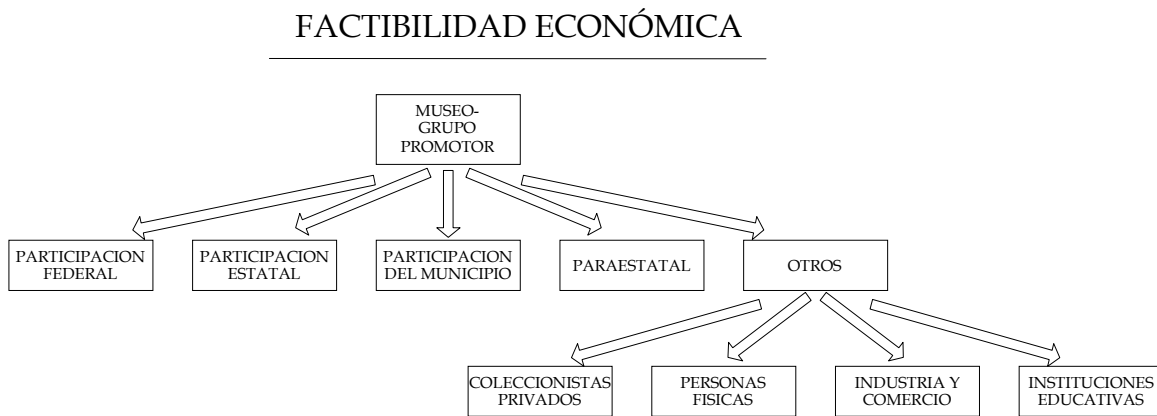 FACTIBILIDAD ECONÓMICA
MUSEO-
GRUPO
PROMOTOR
PARTICIPACION
FEDERAL
PARTICIPACION
ESTATAL
PARTICIPACION
DEL MUNICIPIO
PARAESTATAL
OTROS
COLECCIONISTAS
PRIVADOS
PERSONAS
FISICAS
INDUSTRIA Y
COMERCIO
INSTITUCIONES
EDUCATIVAS